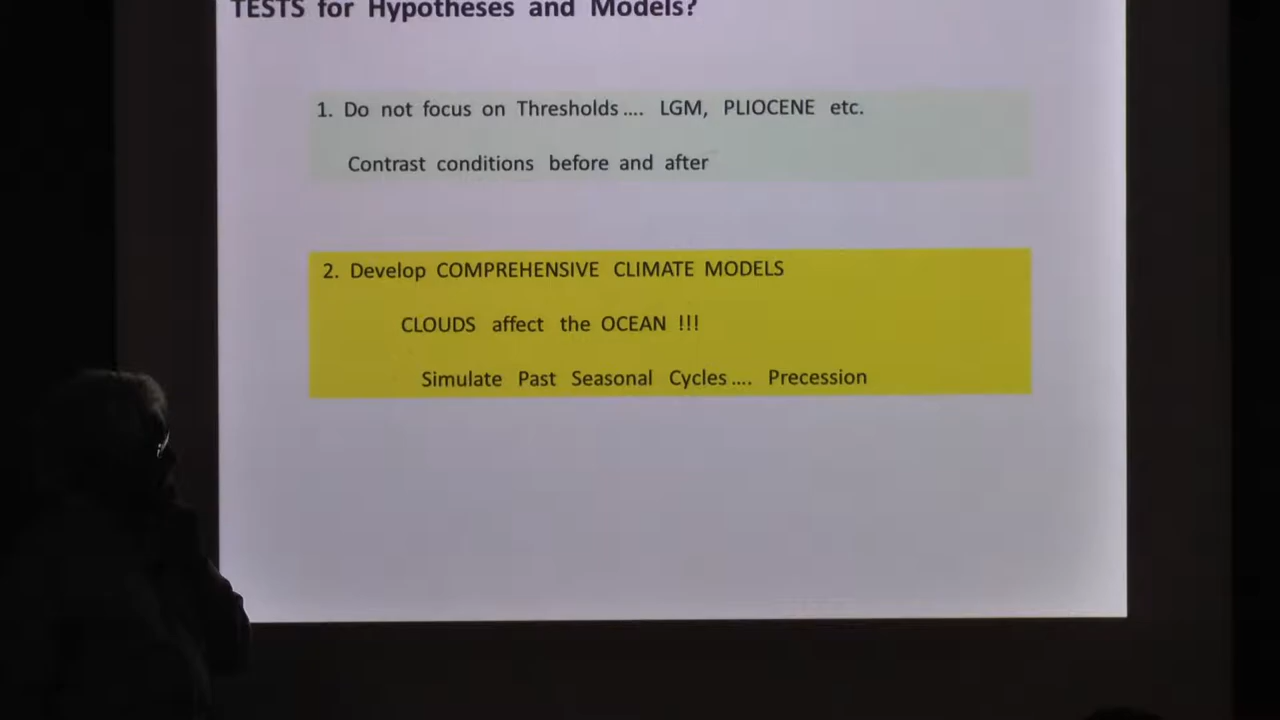 TESTS for Hypotheses and Models?
1. Do not focus on Thresholds .... LGM, PLIOCENE etc.
Contrast conditions before and after
2. Develop COMPREHENSIVE CLIMATE MODELS
CLOUDS affect the OCEAN !!!
Simulate Past Seasonal Cycles .... Precession